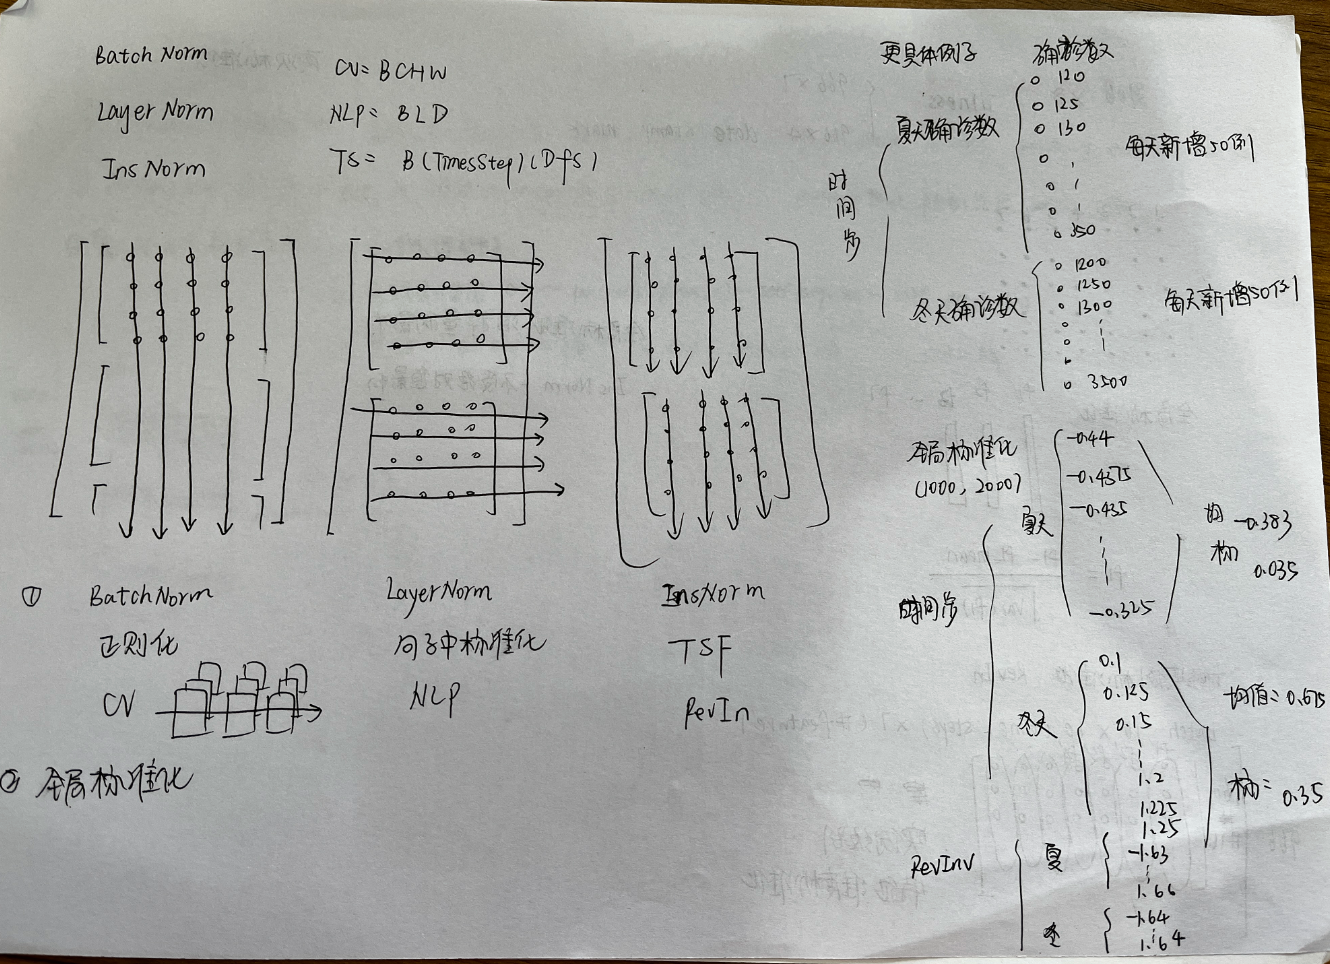 Batch Norm
CV = BCHW
Layer Norm
NLP = BLD
Ins Norm
TS = B(TimesStep)(Dfs)
① BatchNorm
LayerNorm
InsNorm
正则化
句子中标准化
TSF
CV
NLP
RevIn
② 全局标准化
更具体例子
确诊数
时间步
夏天确诊数
120
125
130
350
每天新增50例
冬天确诊数
1200
1250
1300
3500
每天新增50例
全局标准化
(1000, 2000)
时间步
夏天
-0.44
-0.4375
-0.435
-0.325
均 -0.383
标 0.035
冬天
0.1
0.125
0.15
1.2
1.225
1.25
均值= 0.675
标= 0.35
RevInv
夏
-1.63
1.66
冬
-1.64
1.64